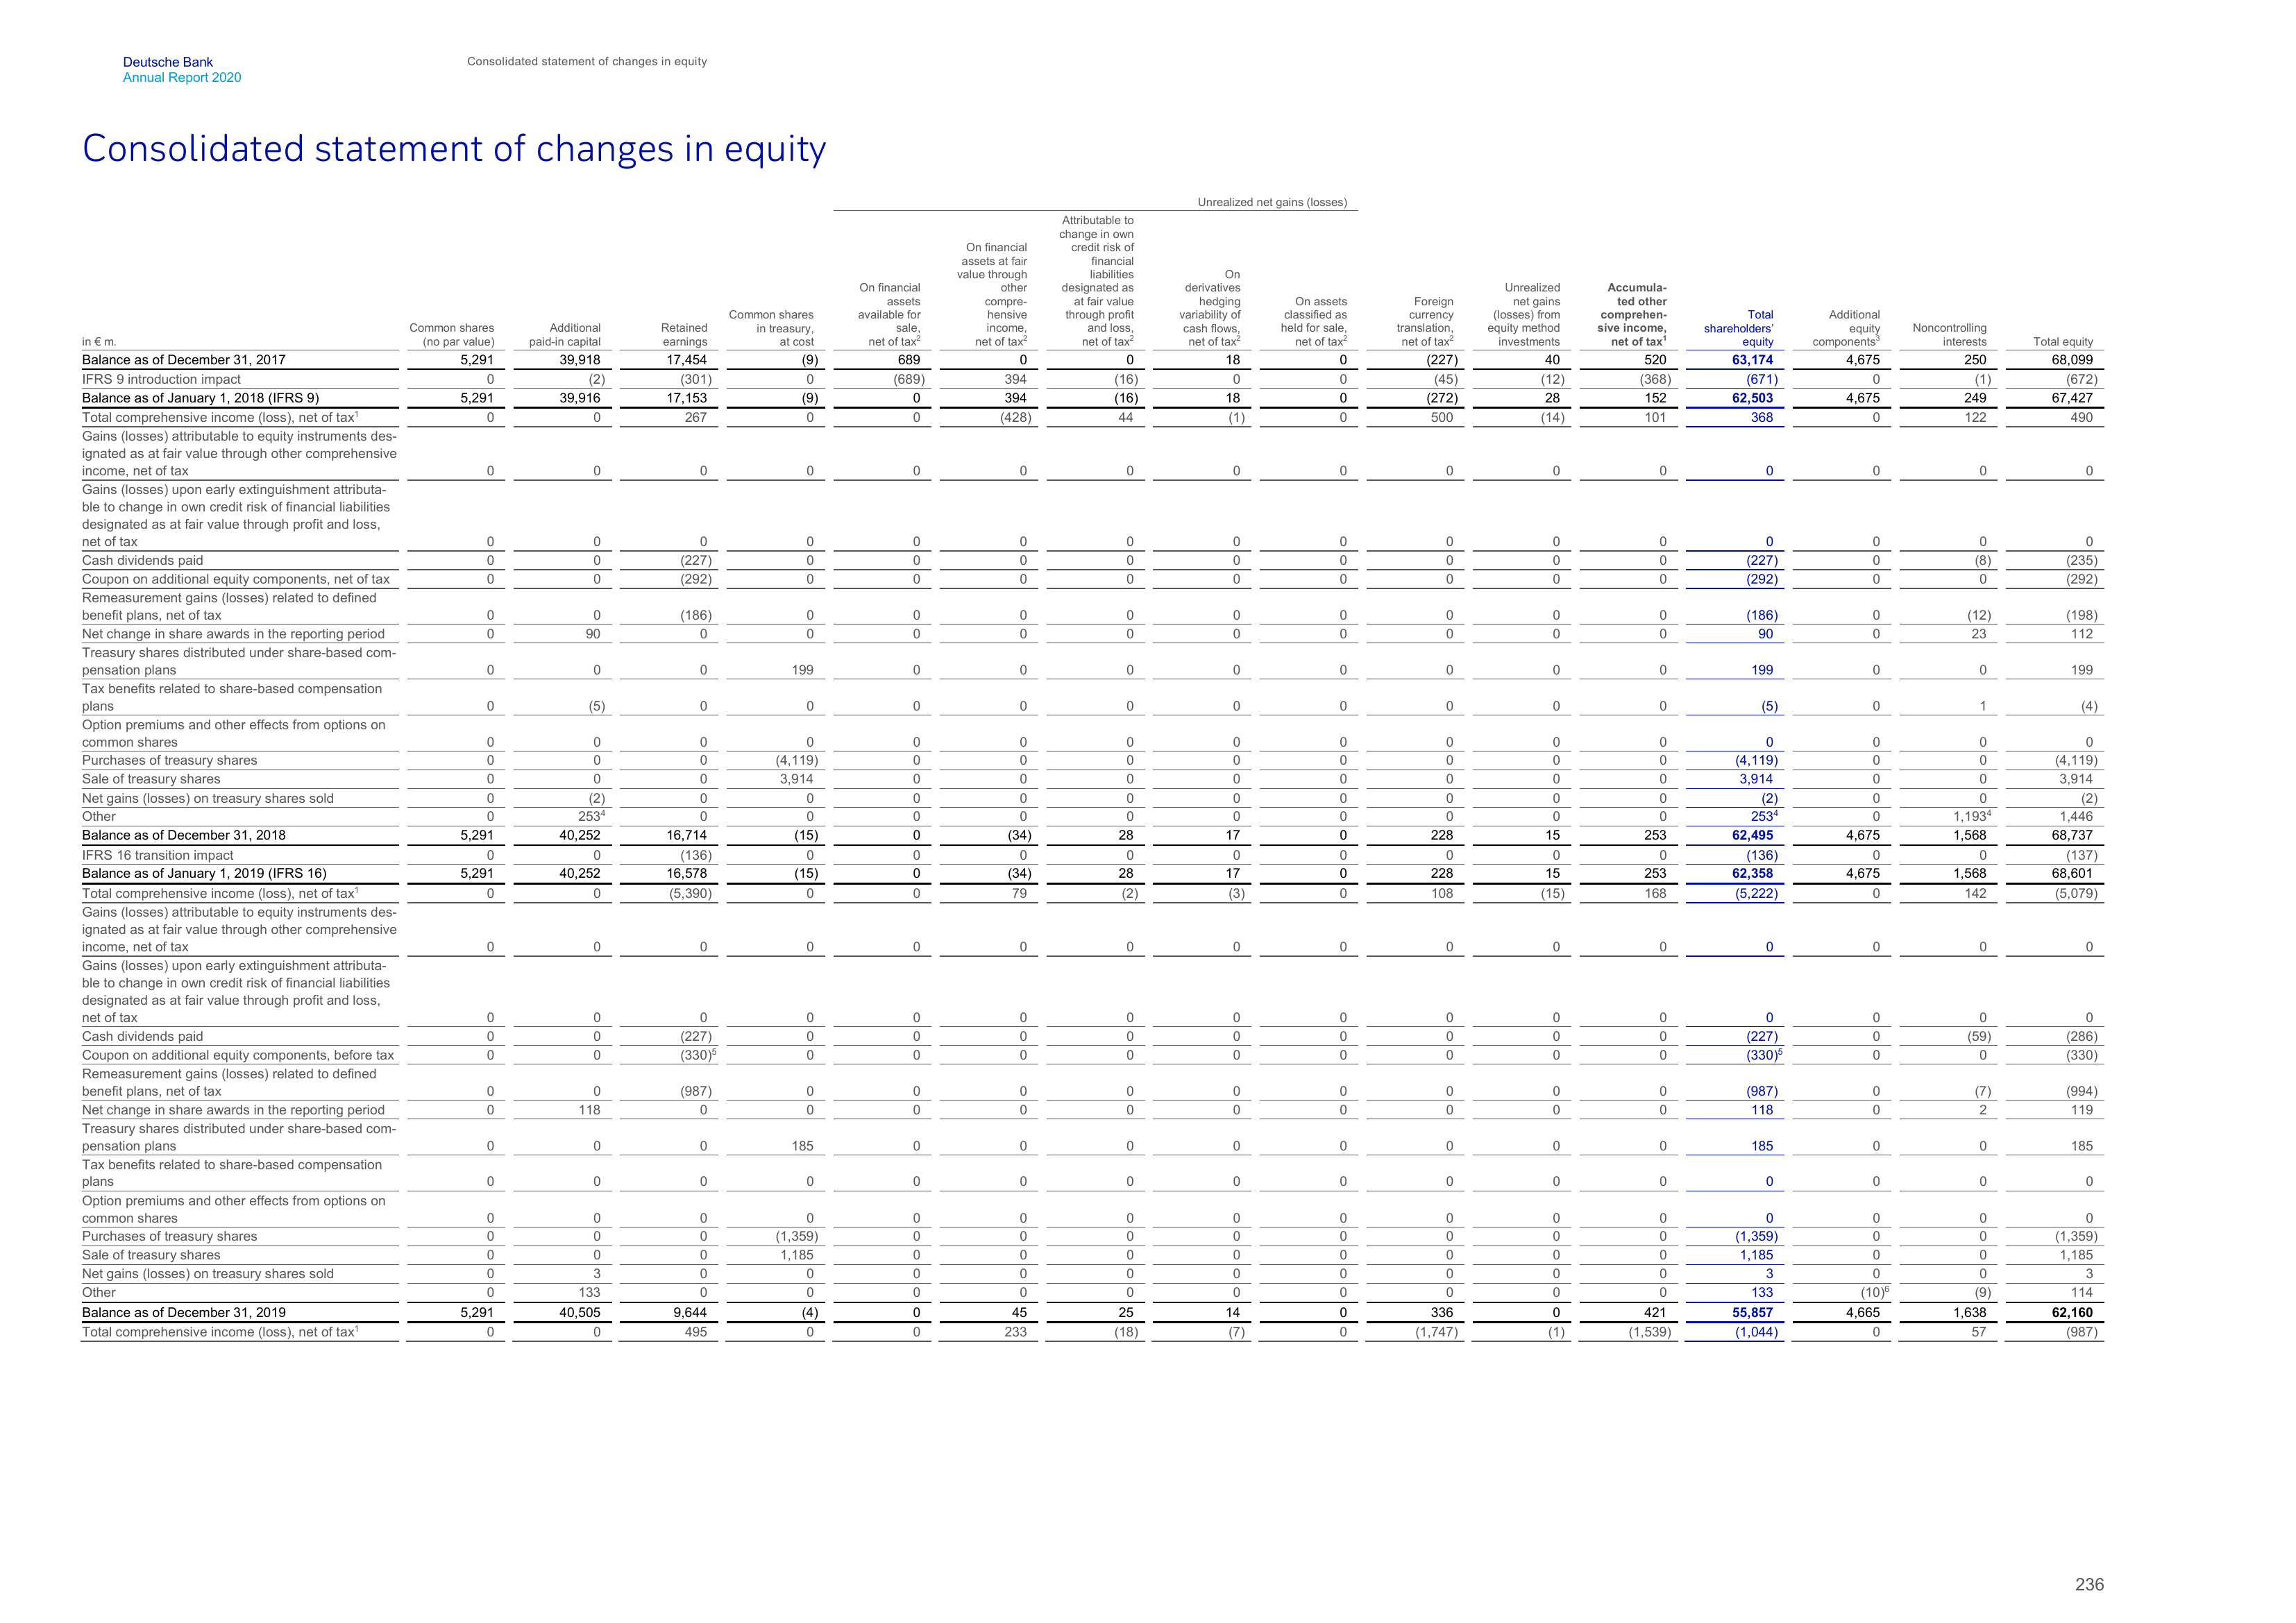 Deutsche Bank
Annual Report 2020
Consolidated statement of changes in equity
Consolidated statement of changes in equity
Unrealized net gains (losses)
in € m.
Common shares
(no par value)
Additional
paid-in capital
Retained
earnings
Common shares
in treasury,
at cost
On financial
assets
available for
sale,
net of tax²
On financial
assets at fair
value through
other
compre-
hensive
income,
net of tax²
Attributable to
change in own
credit risk of
financial
liabilities
designated as
at fair value
through profit
and loss,
net of tax²
On
derivatives
hedging
variability of
cash flows,
net of tax²
On assets
classified as
held for sale,
net of tax²
Foreign
currency
translation,
net of tax²
Unrealized
net gains
(losses) from
equity method
investments
Accumula-
ted other
comprehen-
sive income,
net of tax¹
Total
shareholders’
equity
Additional
equity
components³
Noncontrolling
interests
Total equity
Balance as of December 31, 2017 5,291 39,918 17,454 (9) 689 0 0 18 0 (227) 40 520 63,174 4,675 250 68,099
IFRS 9 introduction impact 0 (2) (301) 0 (689) 394 (16) 0 0 (45) (12) (368) (671) 0 (1) (672)
Balance as of January 1, 2018 (IFRS 9) 5,291 39,916 17,153 (9) 0 394 (16) 18 0 (272) 28 152 62,503 4,675 249 67,427
Total comprehensive income (loss), net of tax¹ 0 0 267 0 0 (428) 44 (1) 0 500 (14) 101 368 0 122 490
Gains (losses) attributable to equity instruments des-
ignated as at fair value through other comprehensive
income, net of tax 0 0 0 0 0 0 0 0 0 0 0 0 0 0 0 0
Gains (losses) upon early extinguishment attributa-
ble to change in own credit risk of financial liabilities
designated as at fair value through profit and loss,
net of tax 0 0 0 0 0 0 0 0 0 0 0 0 0 0 0 0
Cash dividends paid 0 0 (227) 0 0 0 0 0 0 0 0 0 (227) 0 (8) (235)
Coupon on additional equity components, net of tax 0 0 (292) 0 0 0 0 0 0 0 0 0 (292) 0 0 (292)
Remeasurement gains (losses) related to defined
benefit plans, net of tax 0 0 (186) 0 0 0 0 0 0 0 0 0 (186) 0 (12) (198)
Net change in share awards in the reporting period 0 90 0 0 0 0 0 0 0 0 0 0 90 0 23 112
Treasury shares distributed under share-based com-
pensation plans 0 0 0 199 0 0 0 0 0 0 0 0 199 0 0 199
Tax benefits related to share-based compensation
plans 0 (5) 0 0 0 0 0 0 0 0 0 0 (5) 0 1 (4)
Option premiums and other effects from options on
common shares 0 0 0 0 0 0 0 0 0 0 0 0 0 0 0 0
Purchases of treasury shares 0 0 0 (4,119) 0 0 0 0 0 0 0 0 (4,119) 0 0 (4,119)
Sale of treasury shares 0 0 0 3,914 0 0 0 0 0 0 0 0 3,914 0 0 3,914
Net gains (losses) on treasury shares sold 0 (2) 0 0 0 0 0 0 0 0 0 0 (2) 0 0 (2)
Other 0 253⁴ 0 0 0 0 0 0 0 0 0 0 253⁴ 0 1,193⁴ 1,446
Balance as of December 31, 2018 5,291 40,252 16,714 (15) 0 (34) 28 17 0 228 15 253 62,495 4,675 1,568 68,737
IFRS 16 transition impact 0 0 (136) 0 0 0 0 0 0 0 0 0 (136) 0 0 (137)
Balance as of January 1, 2019 (IFRS 16) 5,291 40,252 16,578 (15) 0 (34) 28 17 0 228 15 253 62,358 4,675 1,568 68,601
Total comprehensive income (loss), net of tax¹ 0 0 (5,390) 0 0 79 (2) (3) 0 108 (15) 168 (5,222) 0 142 (5,079)
Gains (losses) attributable to equity instruments des-
ignated as at fair value through other comprehensive
income, net of tax 0 0 0 0 0 0 0 0 0 0 0 0 0 0 0 0
Gains (losses) upon early extinguishment attributa-
ble to change in own credit risk of financial liabilities
designated as at fair value through profit and loss,
net of tax 0 0 0 0 0 0 0 0 0 0 0 0 0 0 0 0
Cash dividends paid 0 0 (227) 0 0 0 0 0 0 0 0 0 (227) 0 (59) (286)
Coupon on additional equity components, before tax 0 0 (330)⁵ 0 0 0 0 0 0 0 0 0 (330)⁵ 0 0 (330)
Remeasurement gains (losses) related to defined
benefit plans, net of tax 0 0 (987) 0 0 0 0 0 0 0 0 0 (987) 0 (7) (994)
Net change in share awards in the reporting period 0 118 0 0 0 0 0 0 0 0 0 0 118 0 2 119
Treasury shares distributed under share-based com-
pensation plans 0 0 0 185 0 0 0 0 0 0 0 0 185 0 0 185
Tax benefits related to share-based compensation
plans 0 0 0 0 0 0 0 0 0 0 0 0 0 0 0 0
Option premiums and other effects from options on
common shares 0 0 0 0 0 0 0 0 0 0 0 0 0 0 0 0
Purchases of treasury shares 0 0 0 (1,359) 0 0 0 0 0 0 0 0 (1,359) 0 0 (1,359)
Sale of treasury shares 0 0 0 1,185 0 0 0 0 0 0 0 0 1,185 0 0 1,185
Net gains (losses) on treasury shares sold 0 3 0 0 0 0 0 0 0 0 0 0 3 0 0 3
Other 0 133 0 0 0 0 0 0 0 0 0 0 133 (10)⁶ (9) 114
Balance as of December 31, 2019 5,291 40,505 9,644 (4) 0 45 25 14 0 336 0 421 55,857 4,665 1,638 62,160
Total comprehensive income (loss), net of tax¹ 0 0 495 0 0 233 (18) (7) 0 (1,747) (1) (1,539) (1,044) 0 57 (987)
236